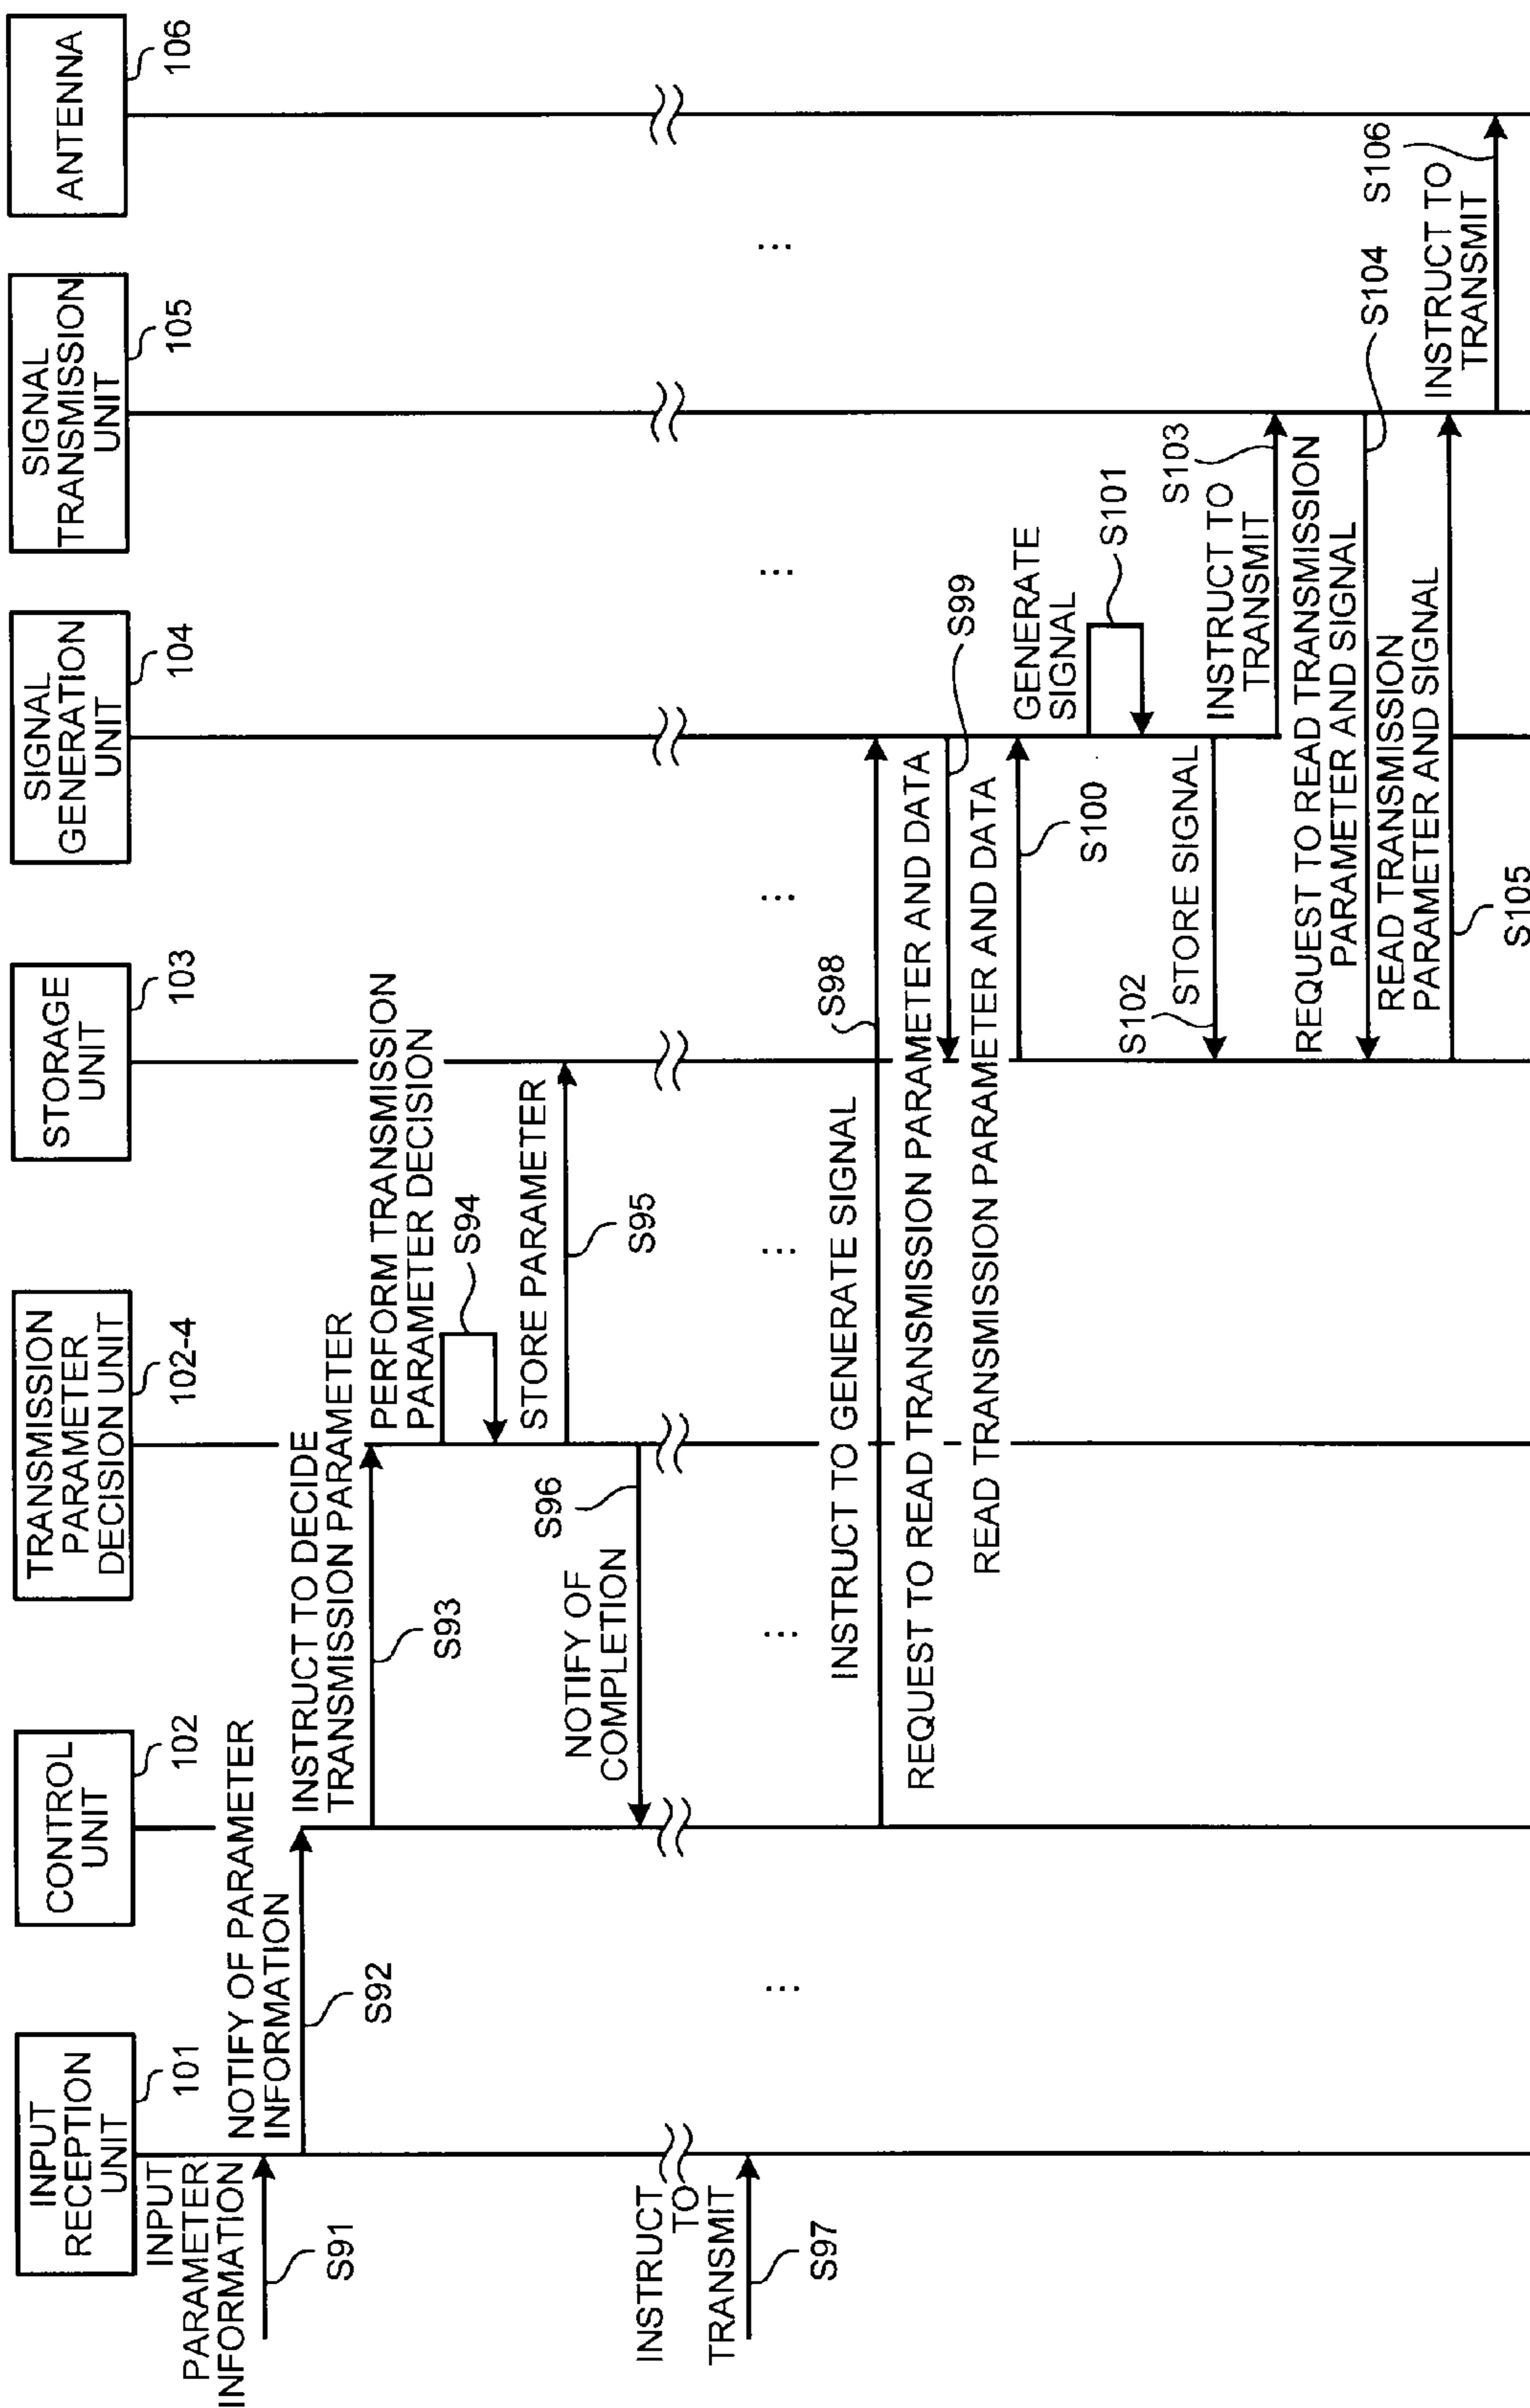 INPUT
RECEPTION
UNIT
101
CONTROL
UNIT
102
TRANSMISSION
PARAMETER
DECISION UNIT
102-4
STORAGE
UNIT
103
SIGNAL
GENERATION
UNIT
104
SIGNAL
TRANSMISSION
UNIT
105
ANTENNA
106
INPUT
PARAMETER
INFORMATION
S91
NOTIFY OF PARAMETER
INFORMATION
S92
INSTRUCT TO DECIDE
TRANSMISSION PARAMETER
S93
PERFORM TRANSMISSION
PARAMETER DECISION
S94
STORE PARAMETER
S95
NOTIFY OF
COMPLETION
S96
INSTRUCT
TO
TRANSMIT
S97
... ... ... ... ... ...
INSTRUCT TO GENERATE SIGNAL
S98
REQUEST TO READ TRANSMISSION PARAMETER AND DATA
S99
READ TRANSMISSION PARAMETER AND DATA
S100
GENERATE
SIGNAL
S101
STORE SIGNAL
S102
INSTRUCT TO
TRANSMIT
S103
REQUEST TO READ TRANSMISSION
PARAMETER AND SIGNAL
S104
READ TRANSMISSION
PARAMETER AND SIGNAL
S105
INSTRUCT TO
TRANSMIT
S106